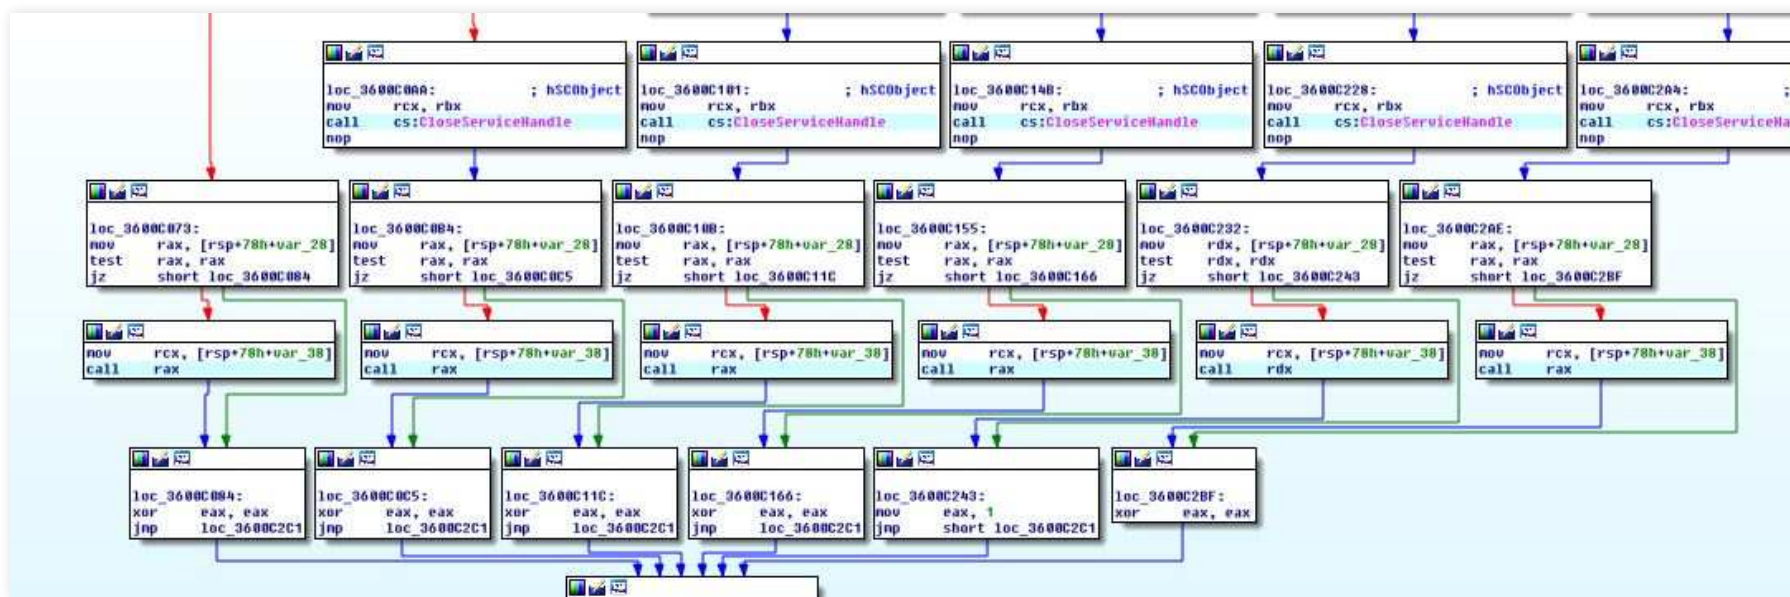 loc_3600C0AA: ; hSCObject
mov rcx, rbx
call cs:CloseServiceHandle
nop
loc_3600C101: ; hSCObject
mov rcx, rbx
call cs:CloseServiceHandle
nop
loc_3600C14B: ; hSCObject
mov rcx, rbx
call cs:CloseServiceHandle
nop
loc_3600C228: ; hSCObject
mov rcx, rbx
call cs:CloseServiceHandle
nop
loc_3600C2A4: ;
mov rcx, rbx
call cs:CloseServiceHa
nop
loc_3600C073:
mov rax, [rsp+78h+var_28]
test rax, rax
jz short loc_3600C084
loc_3600C0B4:
mov rax, [rsp+78h+var_28]
test rax, rax
jz short loc_3600C0C5
loc_3600C10B:
mov rax, [rsp+78h+var_28]
test rax, rax
jz short loc_3600C11C
loc_3600C155:
mov rax, [rsp+78h+var_28]
test rax, rax
jz short loc_3600C166
loc_3600C232:
mov rdx, [rsp+78h+var_28]
test rdx, rdx
jz short loc_3600C243
loc_3600C2AE:
mov rax, [rsp+78h+var_28]
test rax, rax
jz short loc_3600C2BF
mov rcx, [rsp+78h+var_38]
call rax
mov rcx, [rsp+78h+var_38]
call rax
mov rcx, [rsp+78h+var_38]
call rax
mov rcx, [rsp+78h+var_38]
call rax
mov rcx, [rsp+78h+var_38]
call rdx
mov rcx, [rsp+78h+var_38]
call rax
loc_3600C084:
xor eax, eax
jmp loc_3600C2C1
loc_3600C0C5:
xor eax, eax
jmp loc_3600C2C1
loc_3600C11C:
xor eax, eax
jmp loc_3600C2C1
loc_3600C166:
xor eax, eax
jmp loc_3600C2C1
loc_3600C243:
mov eax, 1
jmp short loc_3600C2C1
loc_3600C2BF:
xor eax, eax